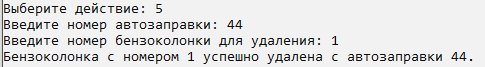 Выберите действие: 5
Введите номер автозаправки: 44
Введите номер бензоколонки для удаления: 1
Бензоколонка с номером 1 успешно удалена с автозаправки 44.